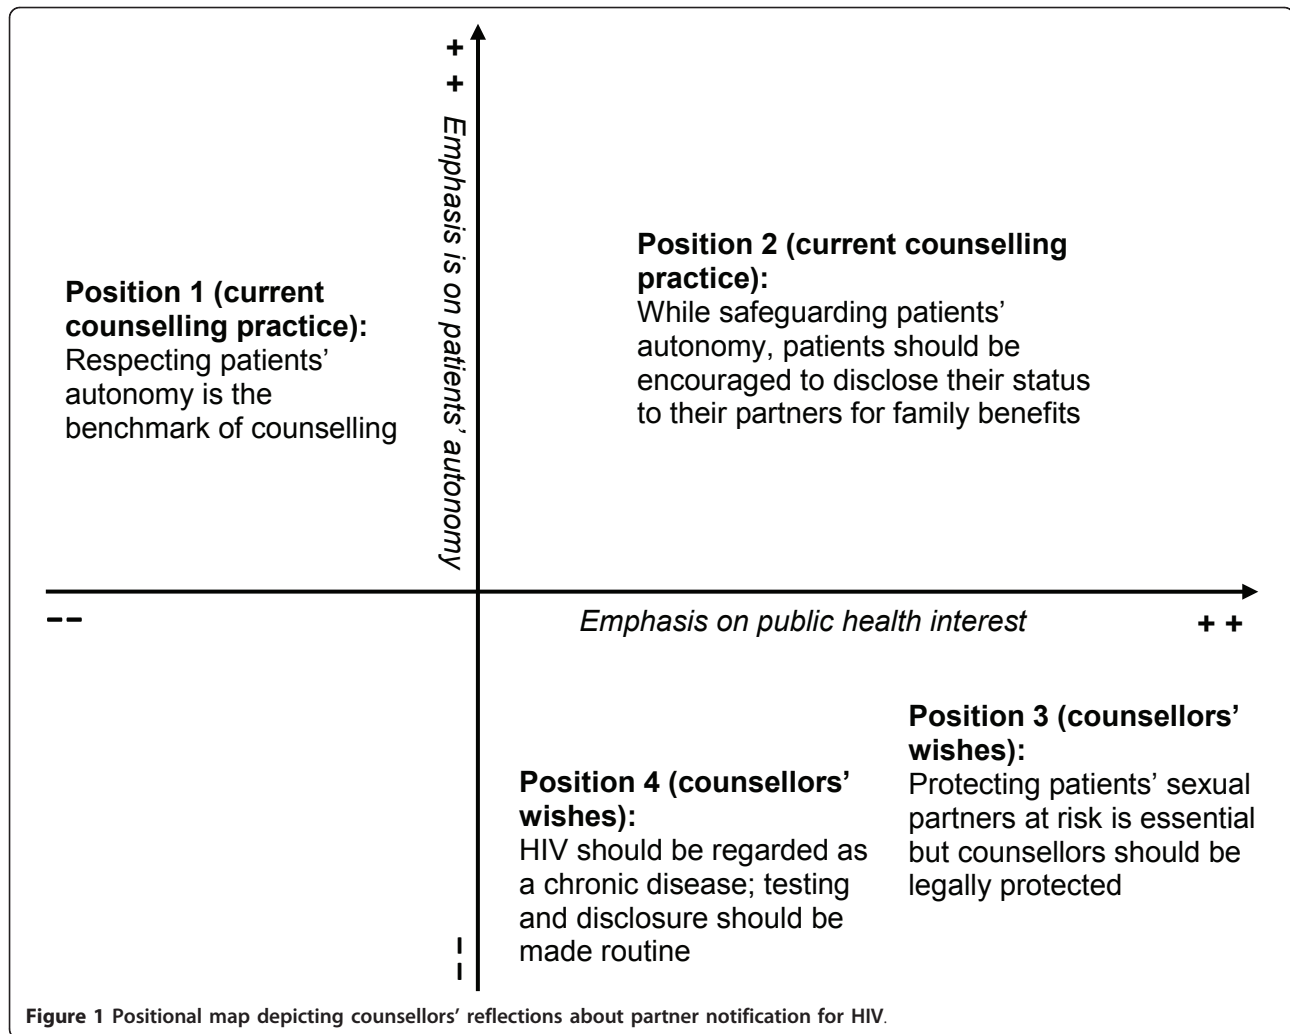 +
+
Emphasis is on patients’ autonomy
Position 1 (current
counselling practice):
Respecting patients’
autonomy is the
benchmark of counselling
Position 2 (current counselling
practice):
While safeguarding patients’
autonomy, patients should be
encouraged to disclose their status
to their partners for family benefits
−−
Emphasis on public health interest
+ +
Position 3 (counsellors’
wishes):
Protecting patients’ sexual
partners at risk is essential
but counsellors should be
legally protected
Position 4 (counsellors’
wishes):
HIV should be regarded as
a chronic disease; testing
and disclosure should be
made routine
−−
Figure 1 Positional map depicting counsellors’ reflections about partner notification for HIV.